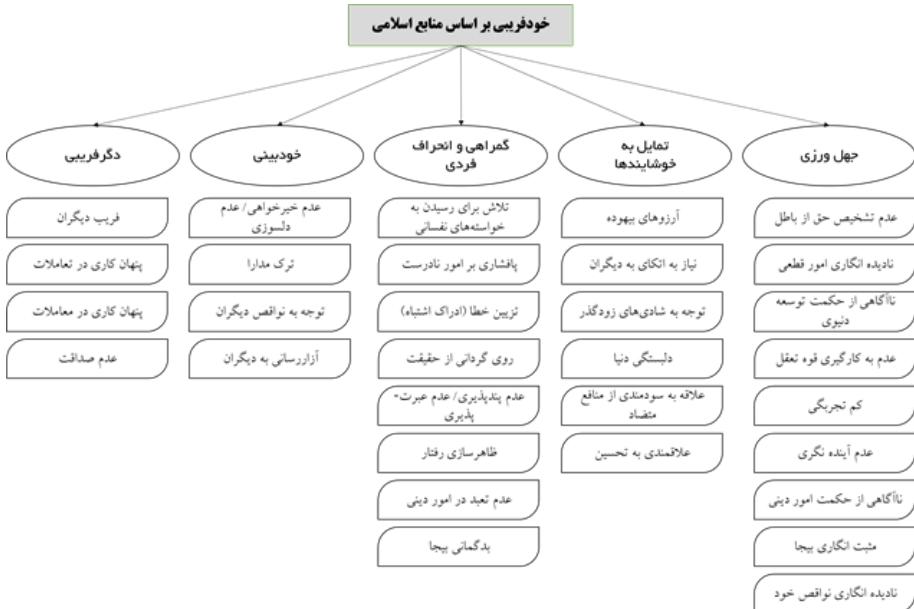 خودفریبی بر اساس منابع اسلامی
جهل ورزی
عدم تشخیص حق از باطل
نادیده انگاری امور قطعی
ناآگاهی از حکمت توسعه
دنیوی
عدم به کارگیری قوه تعقل
کم تجربگی
عدم آینده نگری
ناآگاهی از حکمت امور دینی
مثبت انگاری بیجا
نادیده انگاری نواقص خود
تمایل به
خوشایندها
آرزوهای بیهوده
نیاز به اتکای به دیگران
توجه به شادی‌های زودگذر
دلبستگی دنیا
علاقه به سودمندی از منافع
متضاد
علاقمندی به تحسین
گمراهی و انحراف
فردی
تلاش برای رسیدن به
خواسته‌های نفسانی
پافشاری بر امور نادرست
تزیین خطا (ادراک اشتباه)
روی گردانی از حقیقت
عدم پندپذیری/ عدم عبرت-
پذیری
ظاهرسازی رفتار
عدم تعبد در امور دینی
بدگمانی بیجا
خودبینی
عدم خیرخواهی/ عدم
دلسوزی
ترک مدارا
توجه به نواقص دیگران
آزاررسانی به دیگران
دگرفریبی
فریب دیگران
پنهان کاری در تعاملات
پنهان کاری در معاملات
عدم صداقت